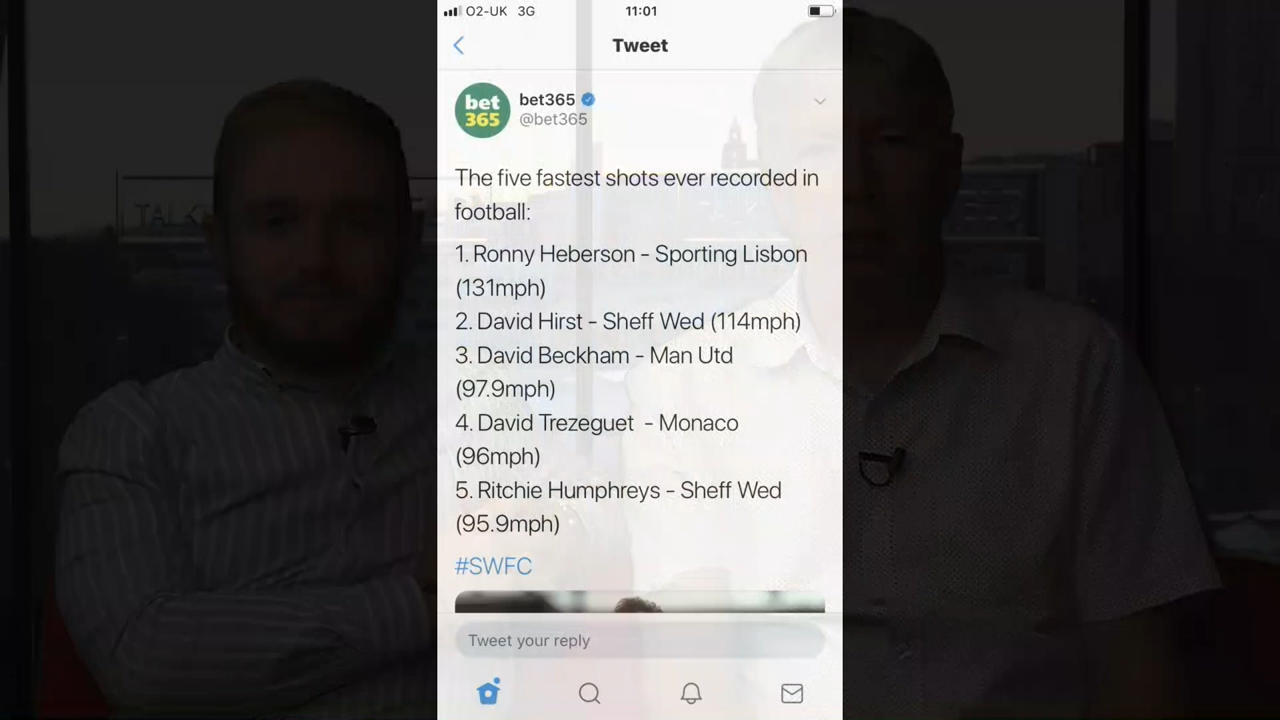 O2-UK 3G 11:01
Tweet
bet
365
bet365
@bet365
The five fastest shots ever recorded in
football:
1. Ronny Heberson - Sporting Lisbon
(131mph)
2. David Hirst - Sheff Wed (114mph)
3. David Beckham - Man Utd
(97.9mph)
4. David Trezeguet - Monaco
(96mph)
5. Ritchie Humphreys - Sheff Wed
(95.9mph)
#SWFC
Tweet your reply